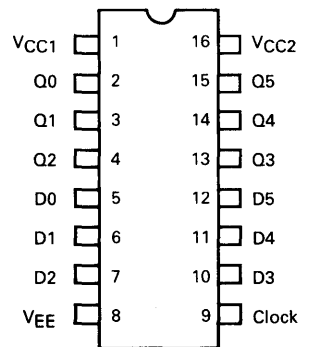 VCC1 1 16 VCC2
Q0 2 15 Q5
Q1 3 14 Q4
Q2 4 13 Q3
D0 5 12 D5
D1 6 11 D4
D2 7 10 D3
VEE 8 9 Clock